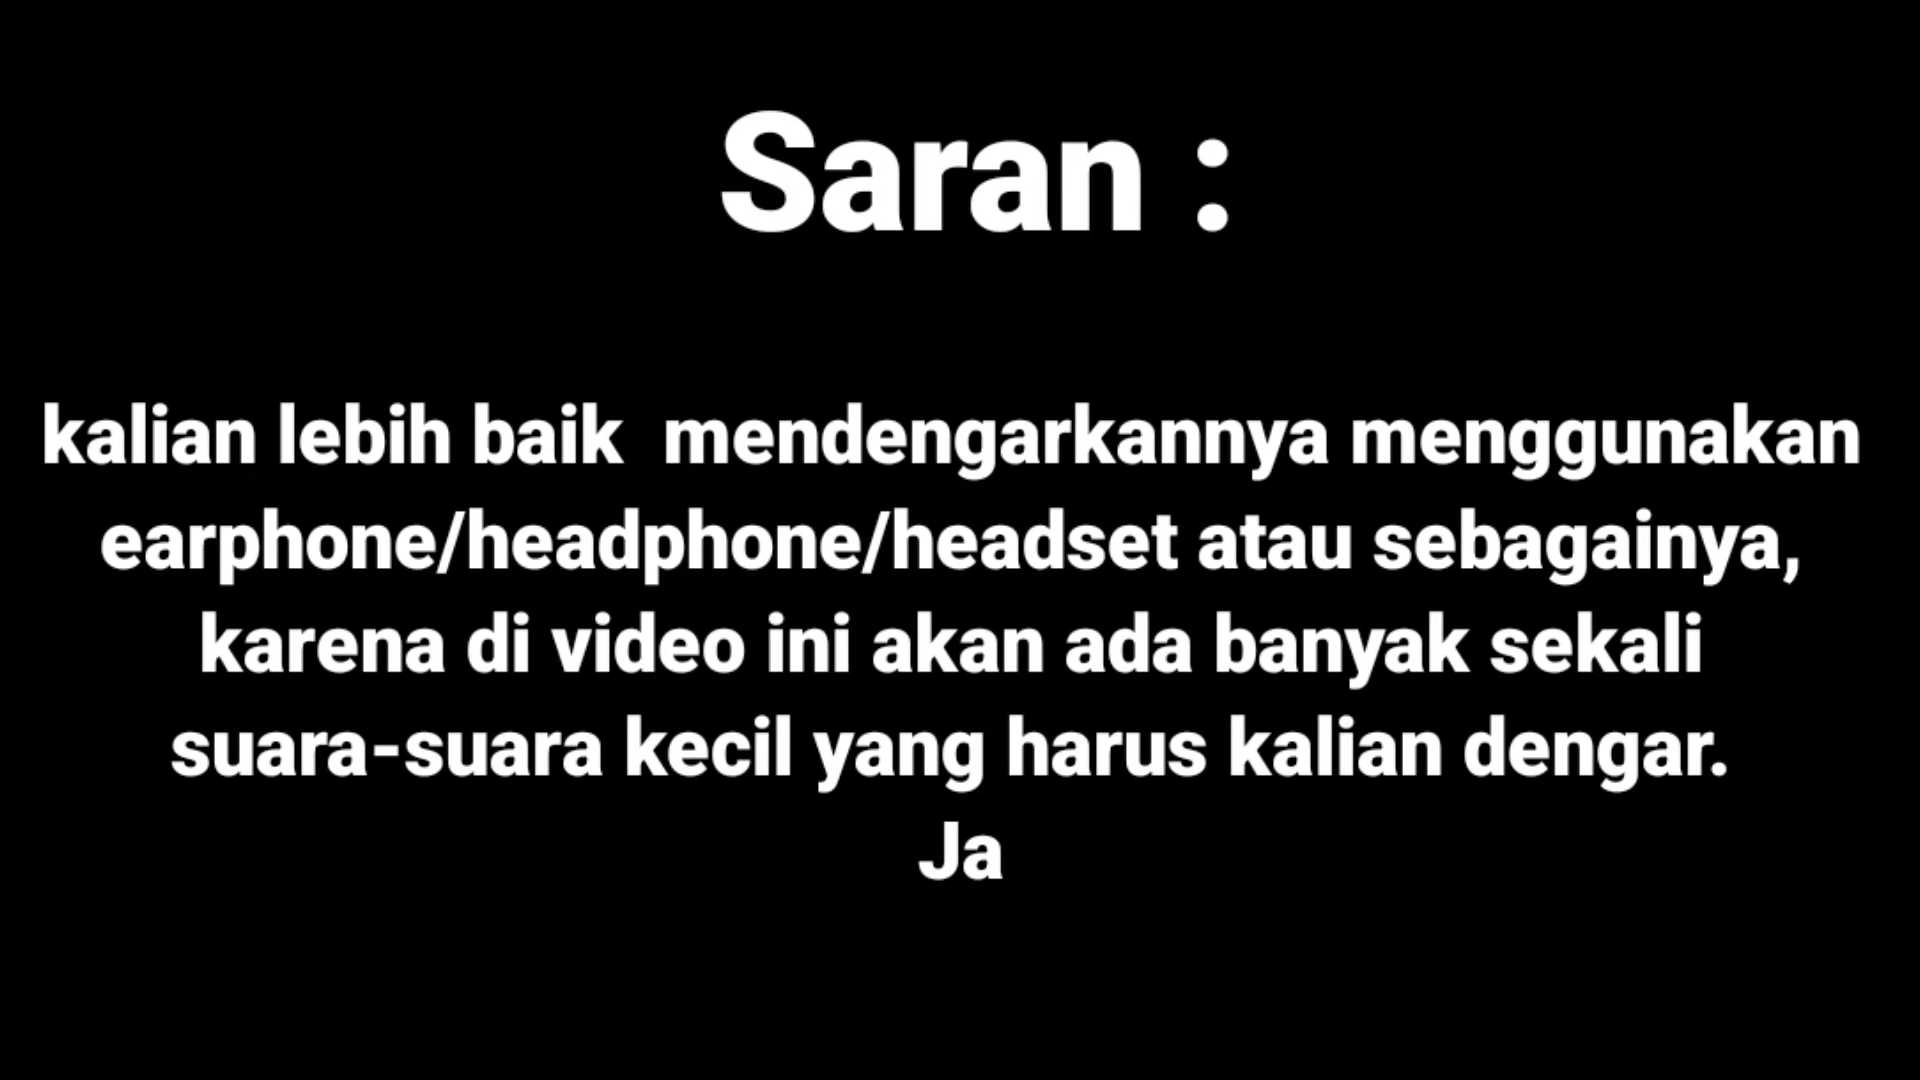 Saran :
kalian lebih baik  mendengarkannya menggunakan
earphone/headphone/headset atau sebagainya,
karena di video ini akan ada banyak sekali
suara-suara kecil yang harus kalian dengar.
Ja